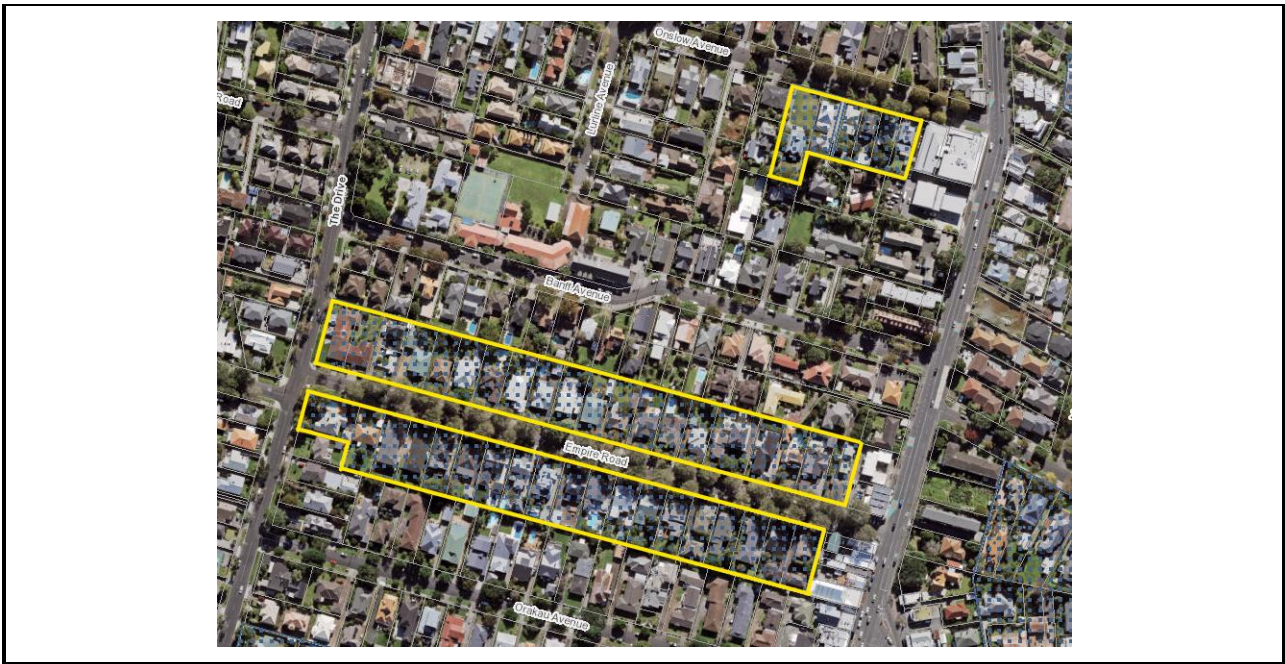 Onslow Avenue
Lurline Avenue
Road
The Drive
Banff Avenue
Empire Road
Orakau Avenue